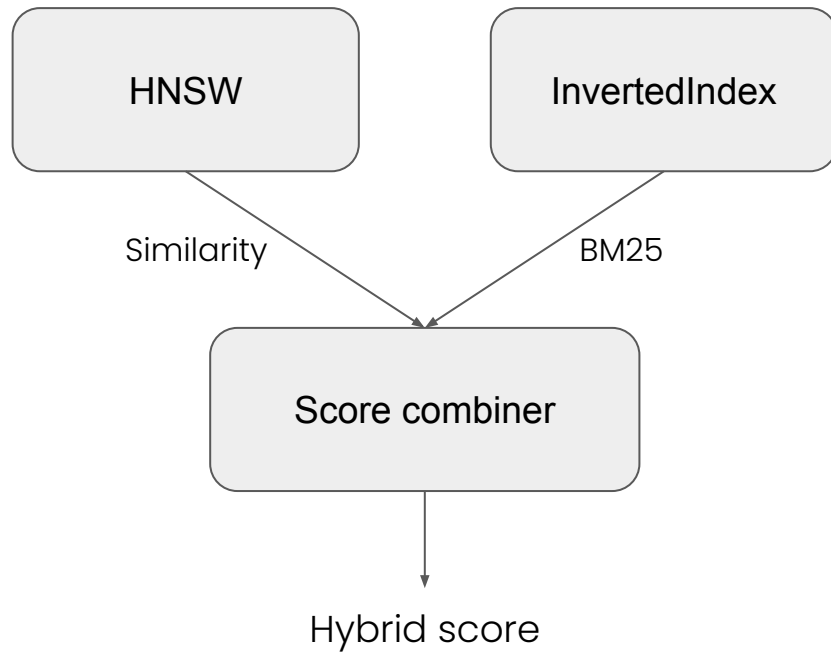 HNSW
InvertedIndex
Similarity
BM25
Score combiner
Hybrid score